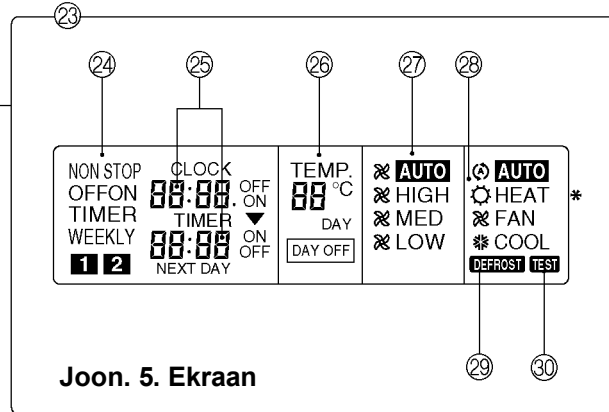 23
24 25 26 27 28
NON STOP
OFFON
TIMER
WEEKLY
1 2
CLOCK
88:88. OFF ON
TIMER ▼
88:88 ON OFF
NEXT DAY
TEMP.
88 °C
DAY
DAY OFF
AUTO
HIGH
MED
LOW
A AUTO
HEAT *
FAN
COOL
DEFROST TEST
29 30
Joon. 5. Ekraan